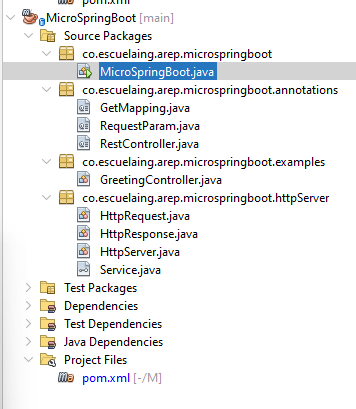 pom.xml
MicroSpringBoot [main]
Source Packages
co.escuelaing.arep.microspringboot
MicroSpringBoot.java
co.escuelaing.arep.microspringboot.annotations
GetMapping.java
RequestParam.java
RestController.java
co.escuelaing.arep.microspringboot.examples
GreetingController.java
co.escuelaing.arep.microspringboot.httpServer
HttpRequest.java
HttpResponse.java
HttpServer.java
Service.java
Test Packages
Dependencies
Test Dependencies
Java Dependencies
Project Files
pom.xml [-/M]